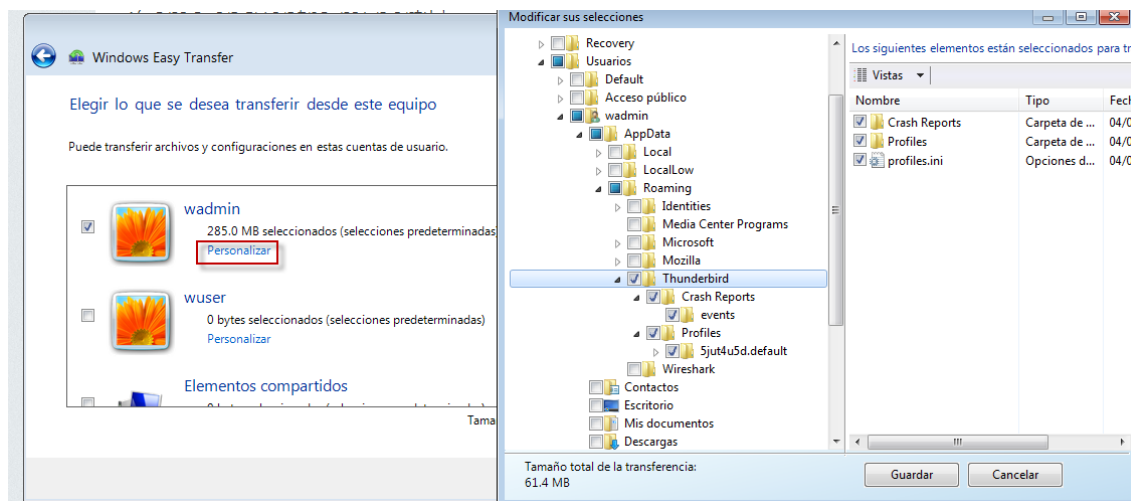 Windows Easy Transfer
Elegir lo que se desea transferir desde este equipo
Puede transferir archivos y configuraciones en estas cuentas de usuario.
wadmin
285.0 MB seleccionados (selecciones predeterminadas
Personalizar
wuser
0 bytes seleccionados (selecciones predeterminadas)
Personalizar
Elementos compartidos
Tama
Modificar sus selecciones
Recovery
Usuarios
Default
Acceso público
wadmin
AppData
Local
LocalLow
Roaming
Identities
Media Center Programs
Microsoft
Mozilla
Thunderbird
Crash Reports
events
Profiles
5jut4u5d.default
Wireshark
Contactos
Escritorio
Mis documentos
Descargas
Los siguientes elementos están seleccionados para tr
Vistas
Nombre Tipo Fech
Crash Reports Carpeta de ... 04/0
Profiles Carpeta de ... 04/0
profiles.ini Opciones d... 04/0
Tamaño total de la transferencia:
61.4 MB
Guardar Cancelar